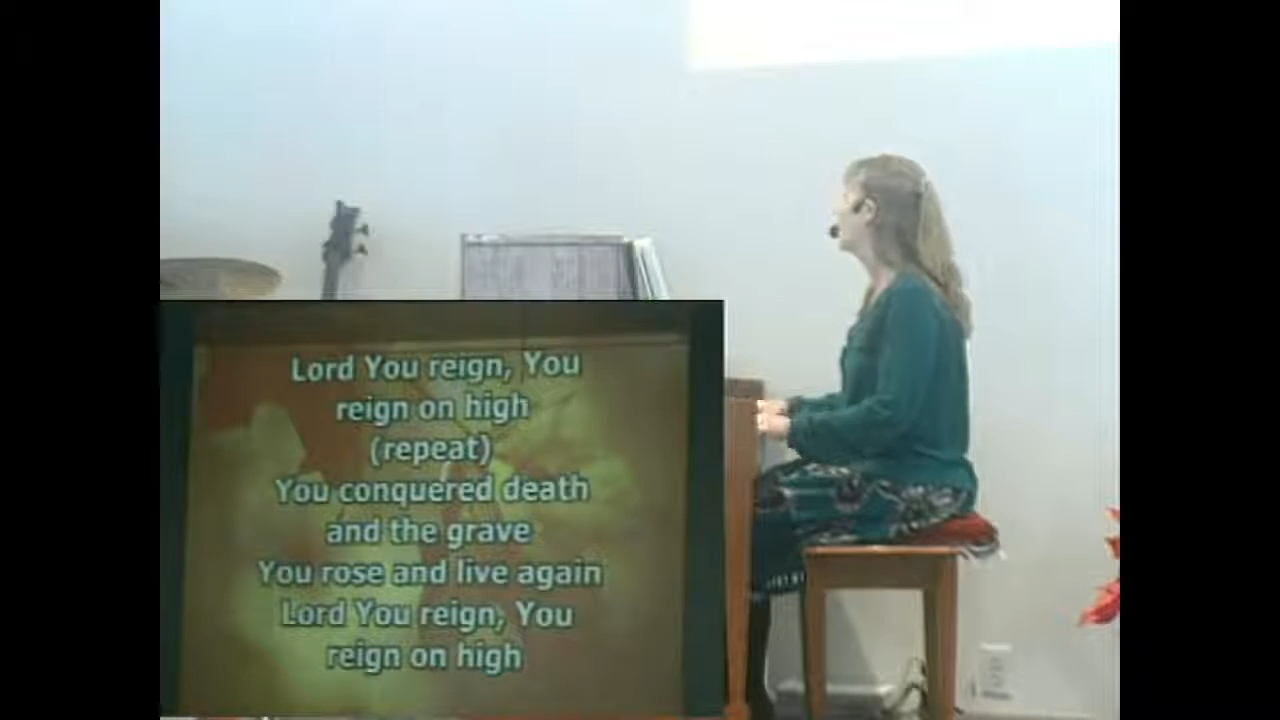 Lord You reign, You
reign on high
(repeat)
You conquered death
and the grave
You rose and live again
Lord You reign, You
reign on high